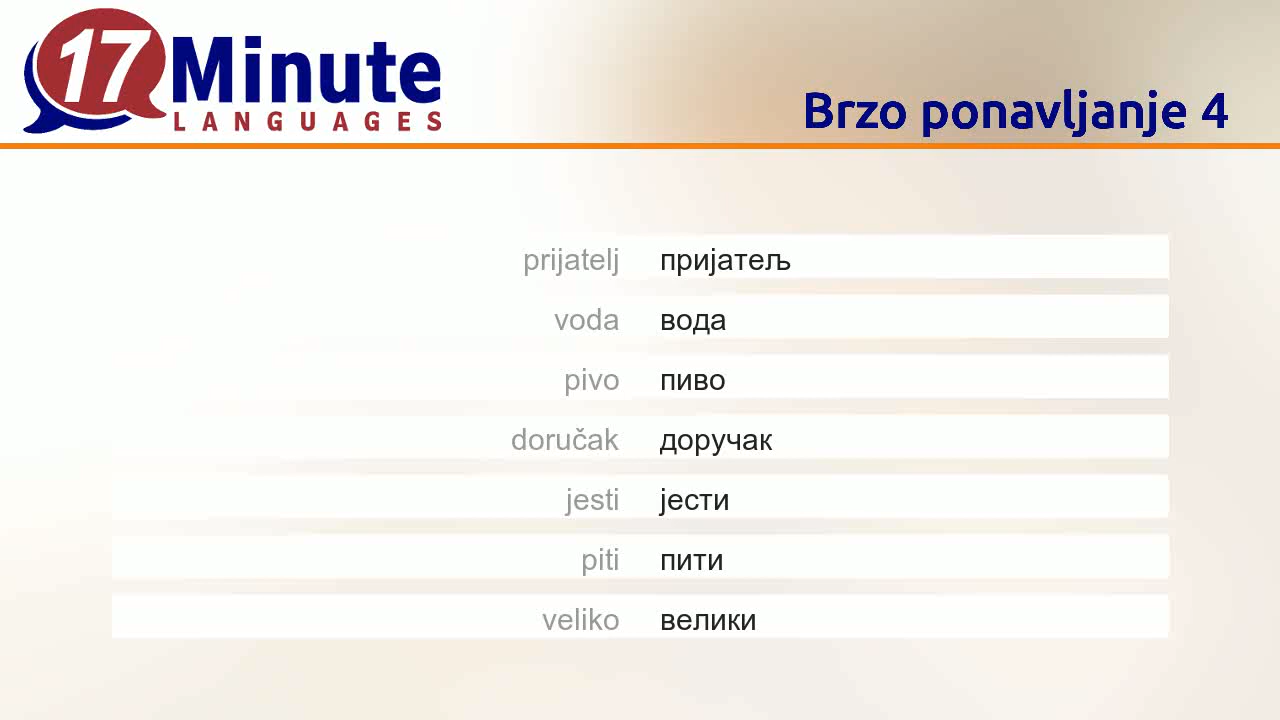 17 Minute
LANGUAGES
Brzo ponavljanje 4
prijatelj пријатељ
voda вода
pivo пиво
doručak доручак
jesti јести
piti пити
veliko велики